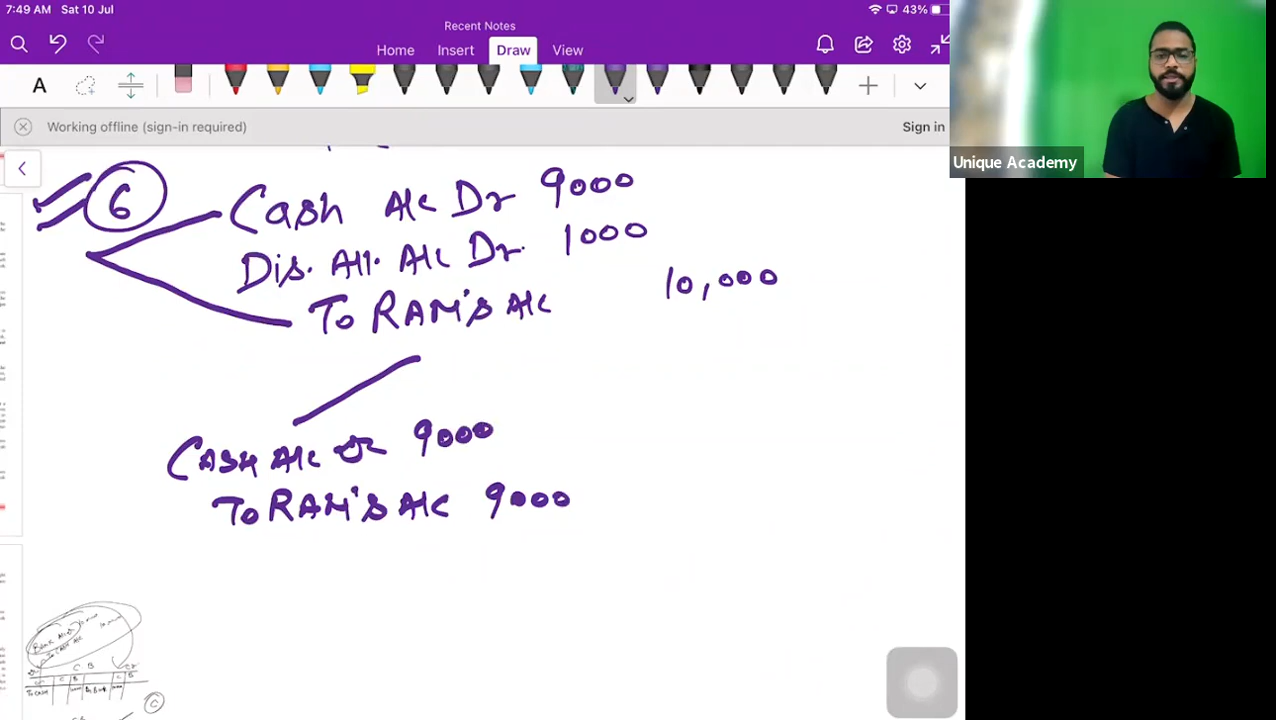 7:49 AM Sat 10 Jul
43%
Recent Notes
Home Insert Draw View
A
Working offline (sign-in required)
Sign in
Unique Academy
6
Cash A/c Dr 9000
Dis. All. A/c Dr. 1000
To RAM'S A/c 10,000
CASH A/c Dr 9000
To RAM'S A/c 9000